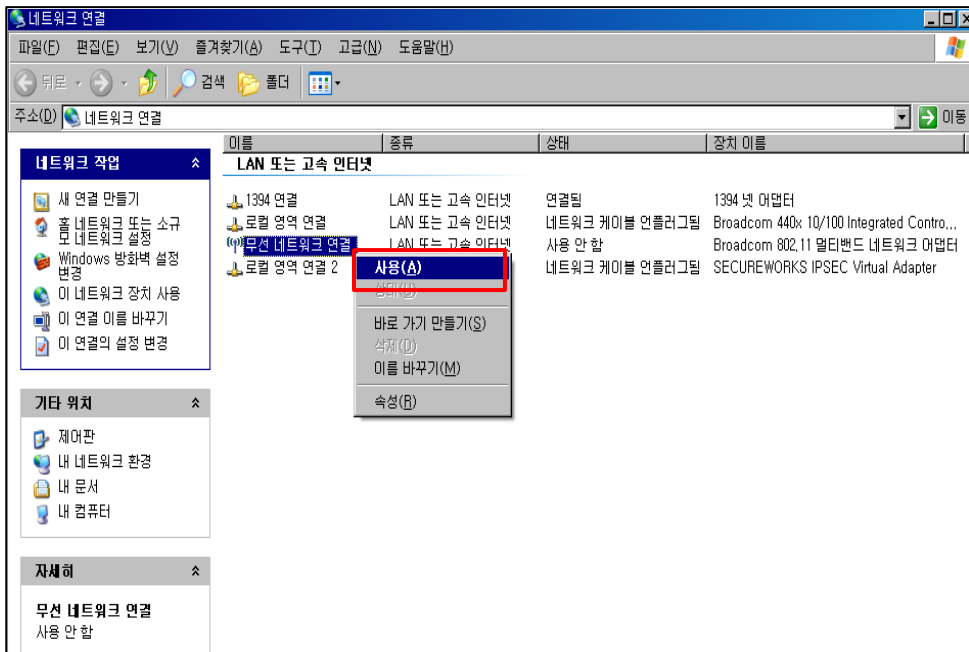 네트워크 연결
파일(F) 편집(E) 보기(V) 즐겨찾기(A) 도구(T) 고급(N) 도움말(H)
뒤로 검색 폴더
주소(D) 네트워크 연결 이동
네트워크 작업
새 연결 만들기
홈 네트워크 또는 소규
모 네트워크 설정
Windows 방화벽 설정
변경
이 네트워크 장치 사용
이 연결 이름 바꾸기
이 연결의 설정 변경
기타 위치
제어판
내 네트워크 환경
내 문서
내 컴퓨터
자세히
무선 네트워크 연결
사용 안 함
이름 종류 상태 장치 이름
LAN 또는 고속 인터넷
1394 연결 LAN 또는 고속 인터넷 연결됨 1394 넷 어댑터
로컬 영역 연결 LAN 또는 고속 인터넷 네트워크 케이블 언플러그됨 Broadcom 440x 10/100 Integrated Contro...
무선 네트워크 연결 LAN 또는 고속 인터넷 사용 안 함 Broadcom 802.11 멀티밴드 네트워크 어댑터
로컬 영역 연결 2 네트워크 케이블 언플러그됨 SECUREWORKS IPSEC Virtual Adapter
사용(A)
상태(U)
바로 가기 만들기(S)
삭제(D)
이름 바꾸기(M)
속성(R)